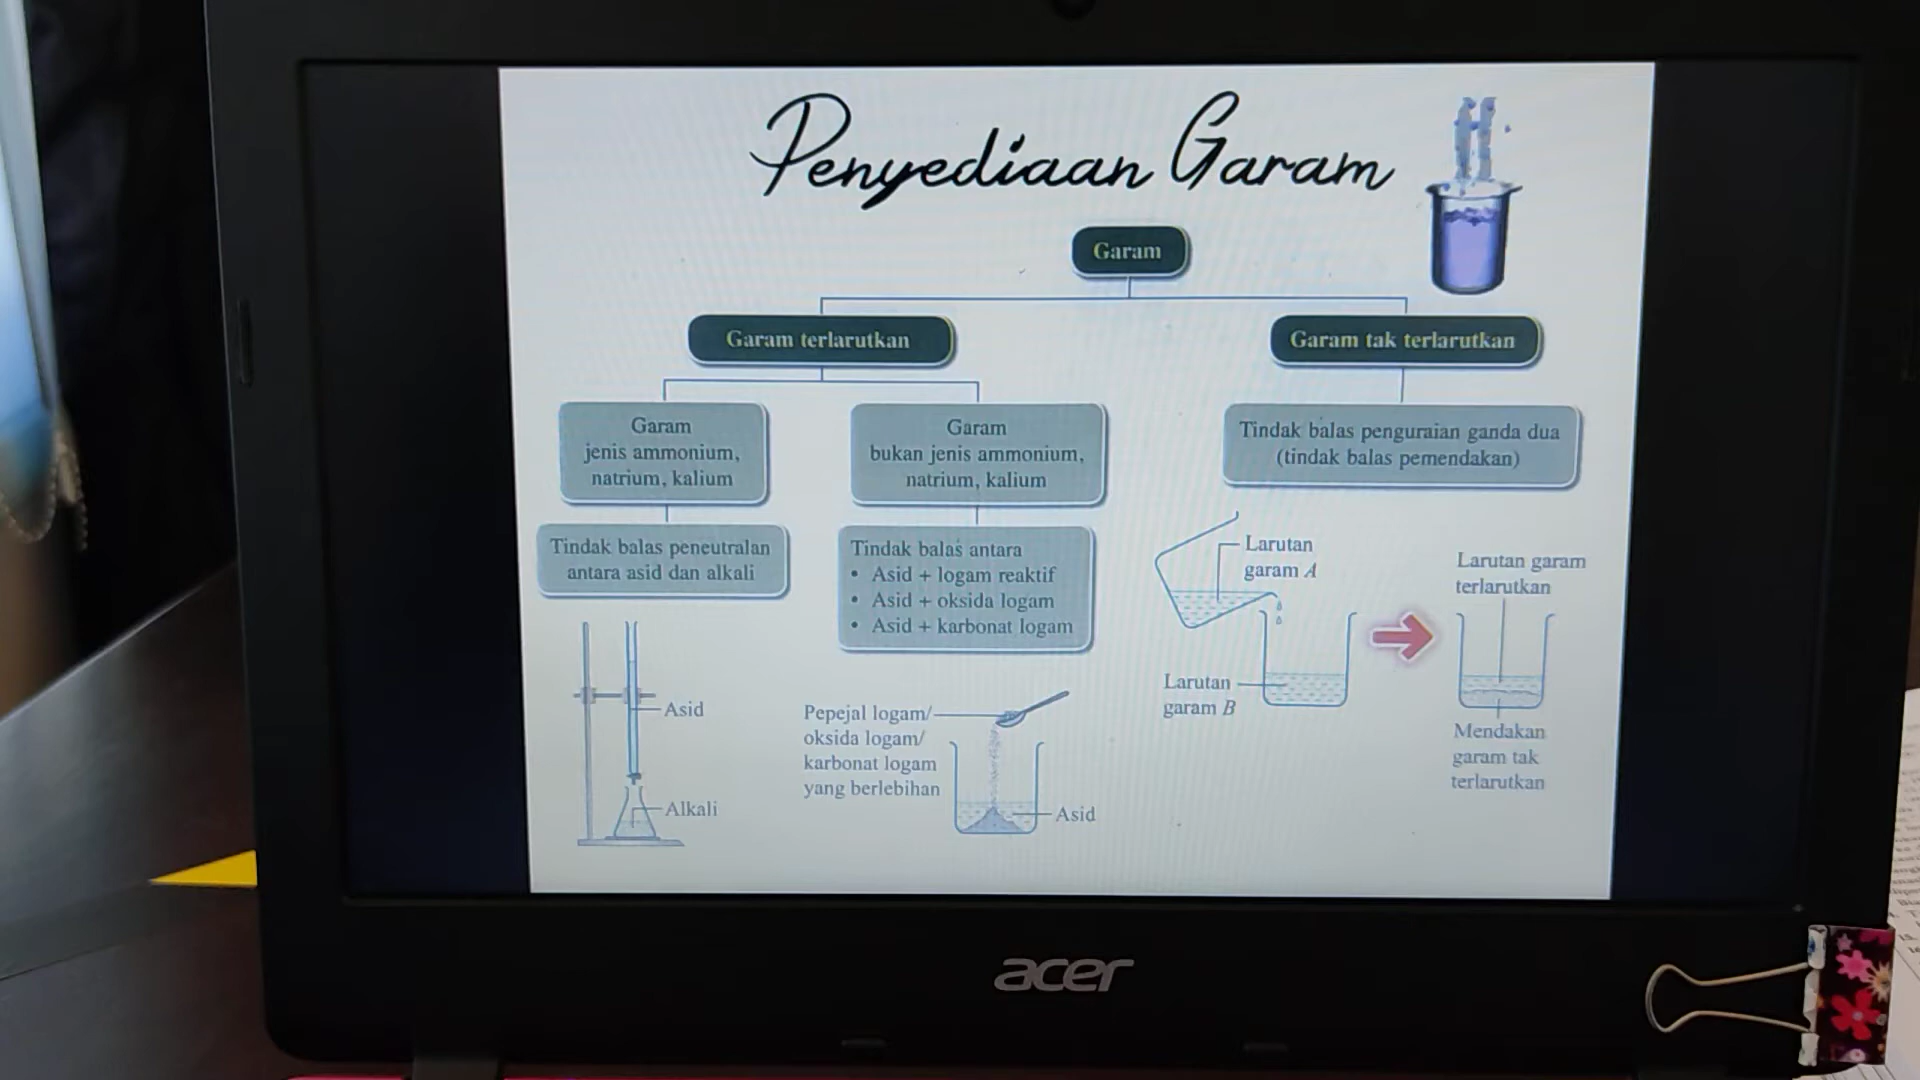 Penyediaan Garam
Garam
Garam terlarutkan
Garam tak terlarutkan
Garam
jenis ammonium,
natrium, kalium
Garam
bukan jenis ammonium,
natrium, kalium
Tindak balas penguraian ganda dua
(tindak balas pemendakan)
Tindak balas peneutralan
antara asid dan alkali
Tindak balas antara
• Asid + logam reaktif
• Asid + oksida logam
• Asid + karbonat logam
Larutan
garam A
Larutan garam
terlarutkan
Larutan
garam B
Mendakan
garam tak
terlarutkan
Asid
Alkali
Pepejal logam/
oksida logam/
karbonat logam
yang berlebihan
Asid
acer